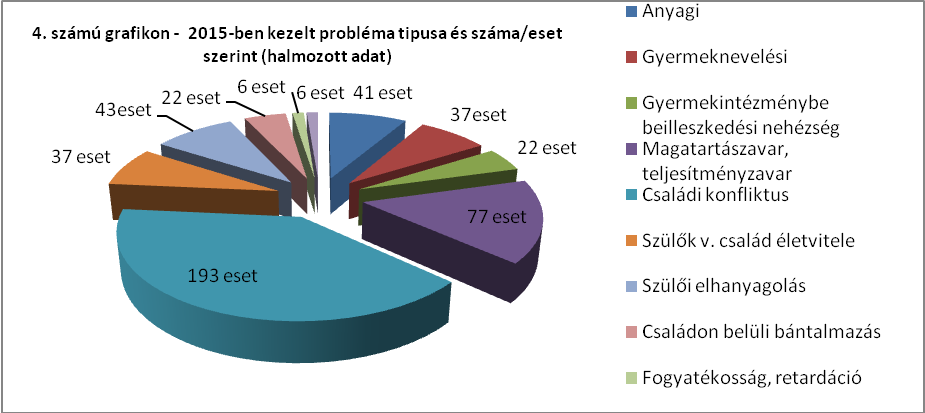 4. számú grafikon - 2015-ben kezelt probléma tipusa és száma/eset
szerint (halmozott adat)
6 eset
6 eset
41 eset
22 eset
43eset
37eset
37 eset
22 eset
77 eset
193 eset
Anyagi
Gyermeknevelési
Gyermekintézménybe
beilleszkedési nehézség
Magatartászavar,
teljesítményzavar
Családi konfliktus
Szülők v. család életvitele
Szülői elhanyagolás
Családon belüli bántalmazás
Fogyatékosság, retardáció